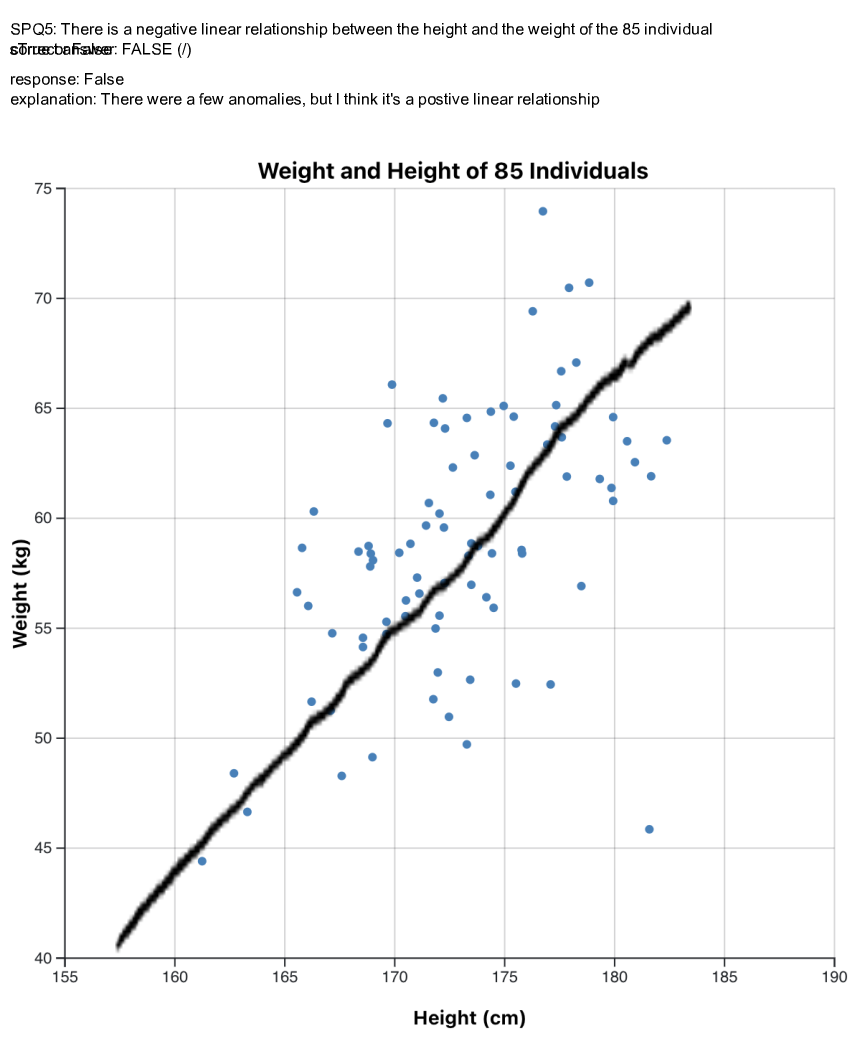 SPQ5: There is a negative linear relationship between the height and the weight of the 85 individual
FALSE (/)
response: False
explanation: There were a few anomalies, but I think it's a postive linear relationship
Weight and Height of 85 Individuals
75
70
65
60
55
50
45
40
Weight (kg)
155 160 165 170 175 180 185 190
Height (cm)